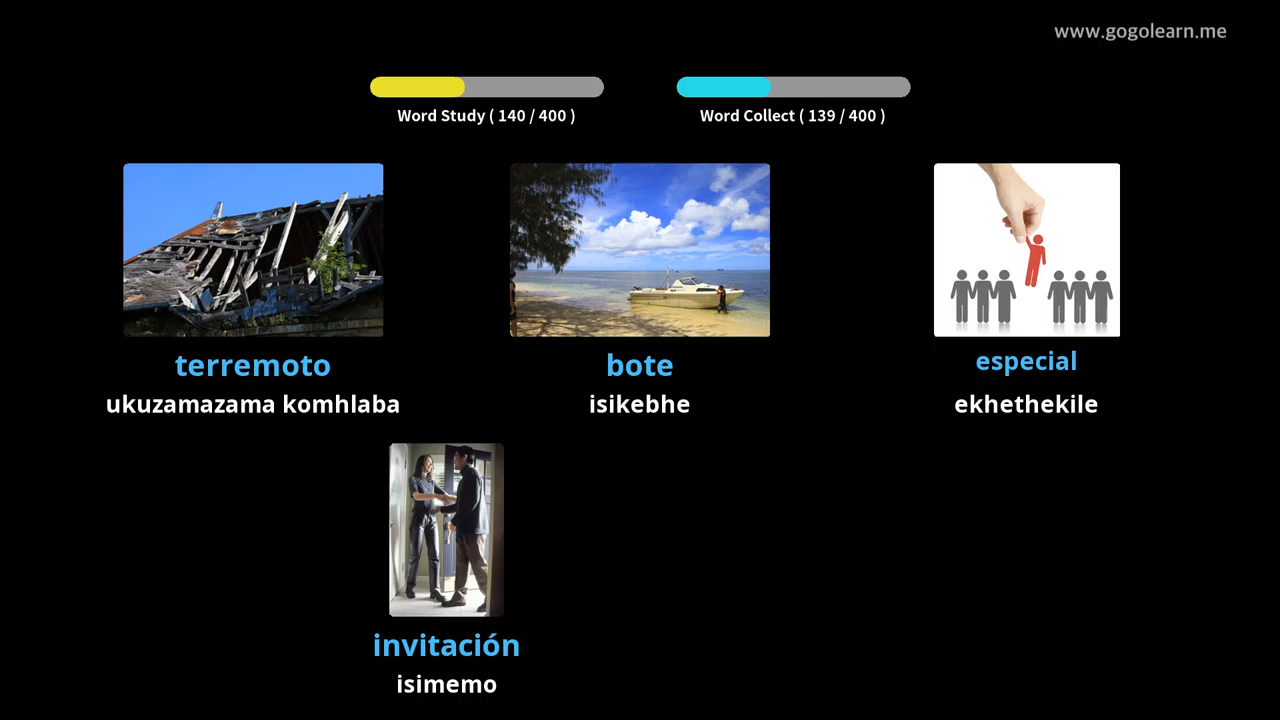 www.gogolearn.me
Word Study ( 140 / 400 )
Word Collect ( 139 / 400 )
terremoto
ukuzamazama komhlaba
bote
isikebhe
especial
ekhethekile
invitación
isimemo